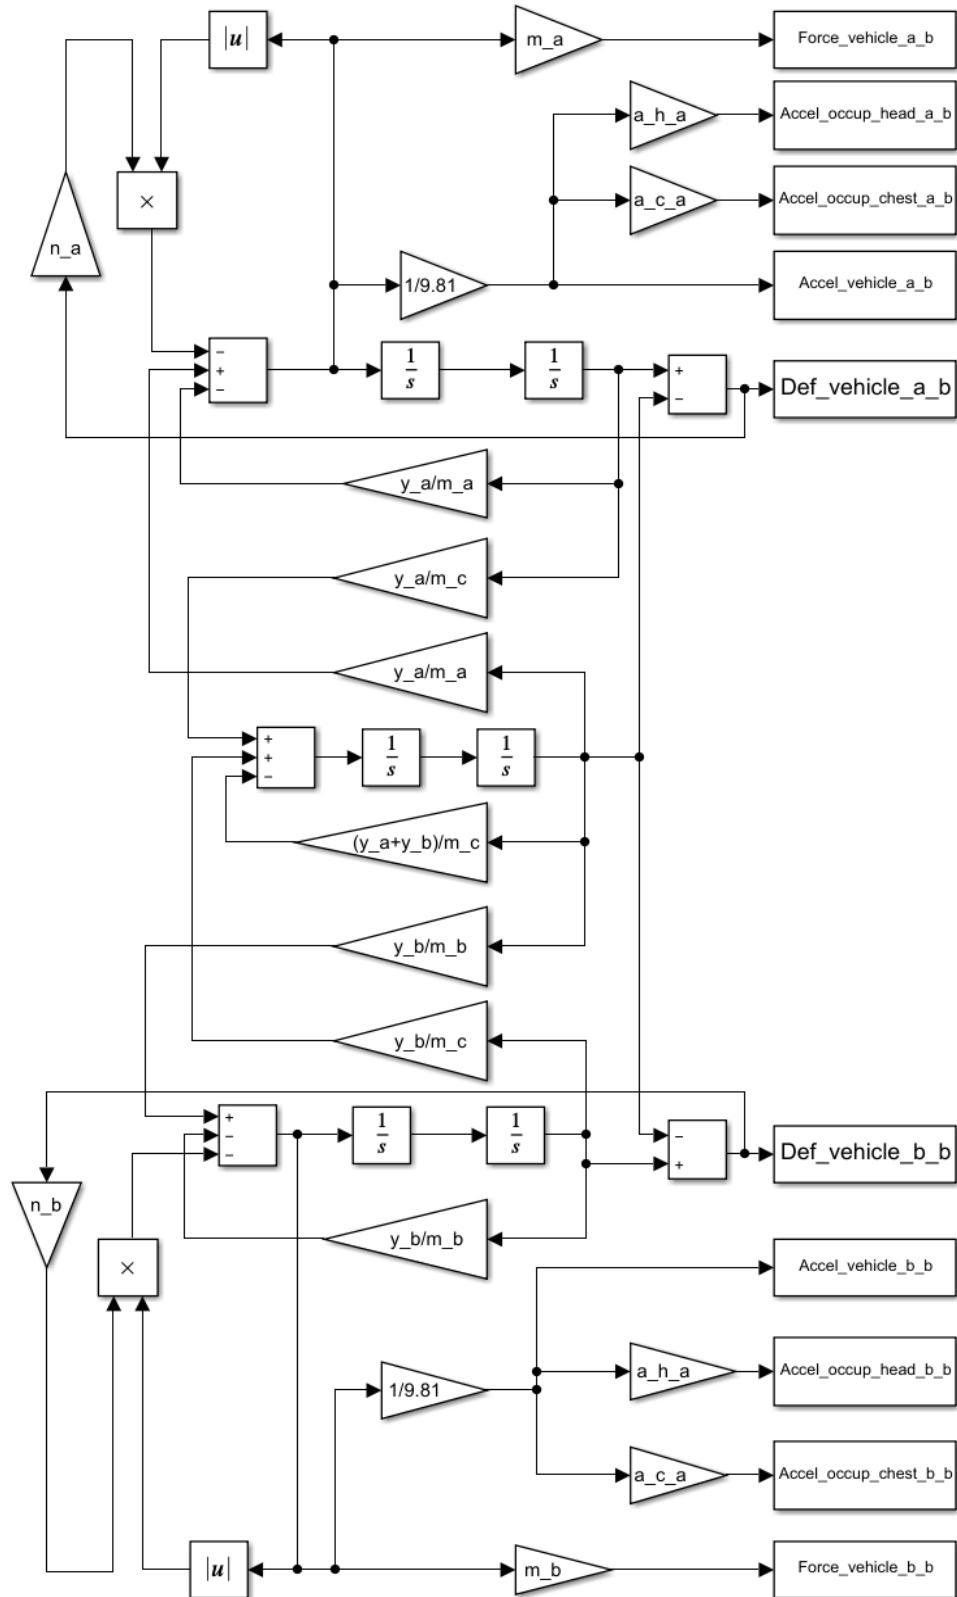 |u|
m_a
Force_vehicle_a_b
a_h_a
Accel_occup_head_a_b
×
a_c_a
Accel_occup_chest_a_b
n_a
1/9.81
Accel_vehicle_a_b
−
+
−
1
s
1
s
+
−
Def_vehicle_a_b
y_a/m_a
y_a/m_c
y_a/m_a
+
+
−
1
s
1
s
(y_a+y_b)/m_c
y_b/m_b
y_b/m_c
+
−
−
1
s
1
s
−
+
Def_vehicle_b_b
n_b
y_b/m_b
×
Accel_vehicle_b_b
1/9.81
a_h_a
Accel_occup_head_b_b
a_c_a
Accel_occup_chest_b_b
|u|
m_b
Force_vehicle_b_b